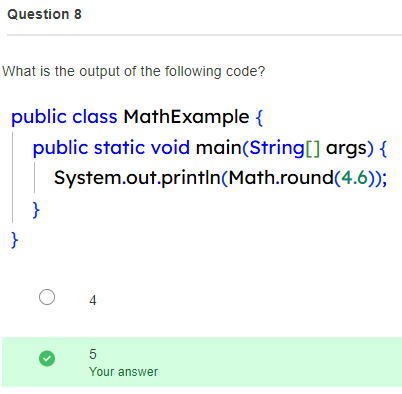 Question 8
What is the output of the following code?
public class MathExample {
public static void main(String[] args) {
System.out.println(Math.round(4.6));
}
}
4
5
Your answer